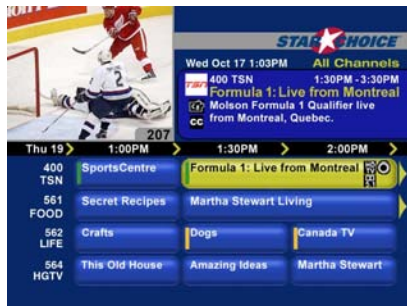 STAR CHOICE
Wed Oct 17 1:03PM All Channels
TSN 400 TSN 1:30PM - 3:30PM
Formula 1: Live from Montreal
Molson Formula 1 Qualifier live
CC from Montreal, Quebec.
207
Thu 19 1:00PM 1:30PM 2:00PM
400 TSN SportsCentre Formula 1: Live from Montreal
561 FOOD Secret Recipes Martha Stewart Living
562 LIFE Crafts Dogs Canada TV
564 HGTV This Old House Amazing Ideas Martha Stewart